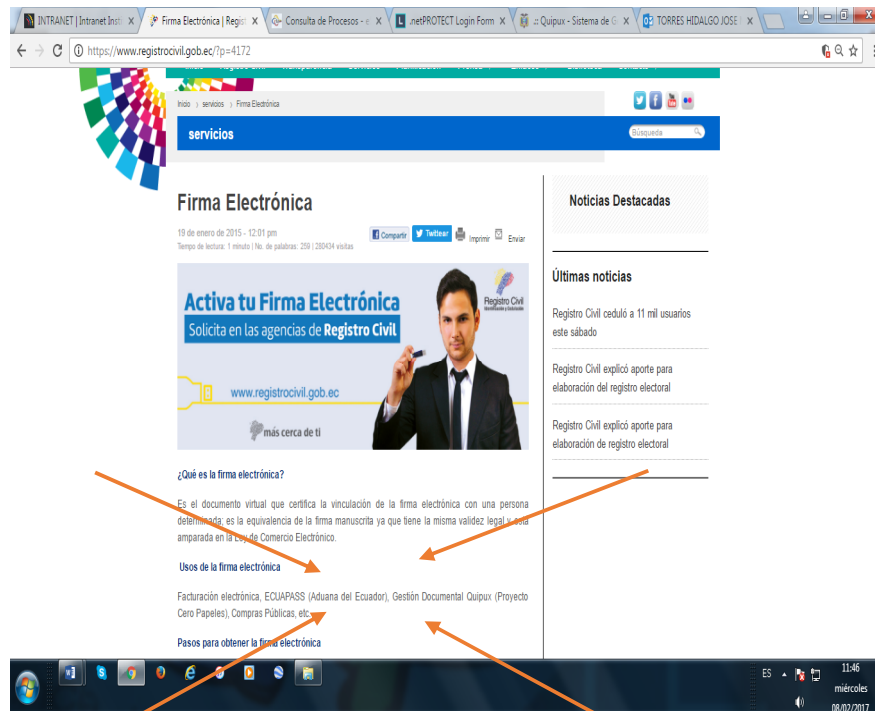 INTRANET | Intranet Insti
Firma Electrónica | Regist
Consulta de Procesos - e
.netPROTECT Login Form
.:: Quipux - Sistema de G
TORRES HIDALGO JOSE
https://www.registrocivil.gob.ec/?p=4172
Inicio › servicios › Firma Electrónica
servicios
Búsqueda
Firma Electrónica
19 de enero de 2015 - 12:01 pm
Tiempo de lectura: 1 minuto | No. de palabras: 259 | 280434 visitas
Compartir Twittear Imprimir Enviar
Activa tu Firma Electrónica
Solicita en las agencias de Registro Civil
Registro Civil
www.registrocivil.gob.ec
más cerca de ti
¿Qué es la firma electrónica?
Es el documento virtual que certifica la vinculación de la firma electrónica con una persona
determinada; es la equivalencia de la firma manuscrita ya que tiene la misma validez legal y está
amparada en la Ley de Comercio Electrónico.
Usos de la firma electrónica
Facturación electrónica, ECUAPASS (Aduana del Ecuador), Gestión Documental Quipux (Proyecto
Cero Papeles), Compras Públicas, etc.
Pasos para obtener la firma electrónica
Noticias Destacadas
Últimas noticias
Registro Civil ceduló a 11 mil usuarios
este sábado
Registro Civil explicó aporte para
elaboración del registro electoral
Registro Civil explicó aporte para
elaboración de registro electoral
ES
11:46
miércoles
08/02/2017